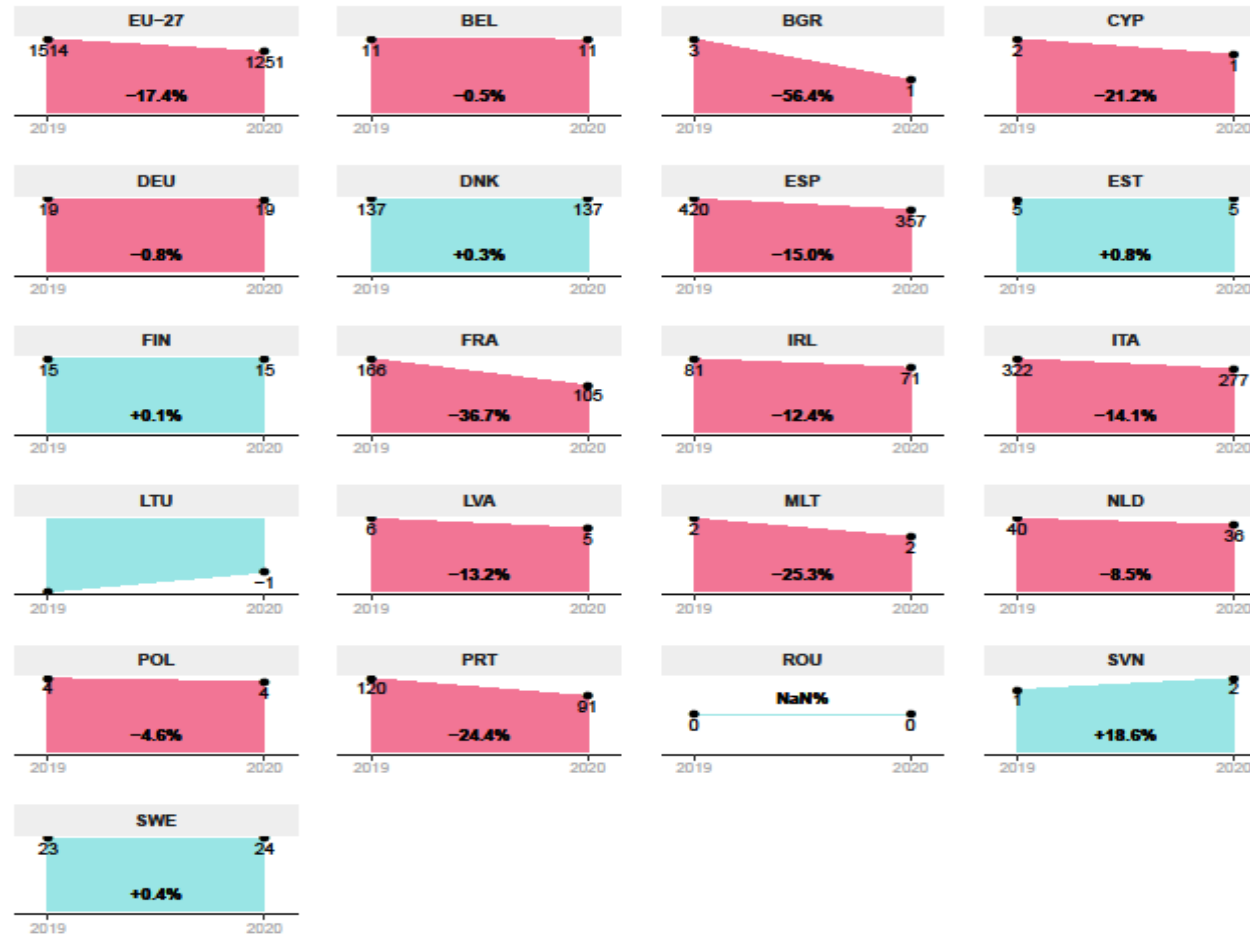 EU−27 BEL BGR CYP
1514 1251 11 11 3 1 2 1
−17.4% −0.5% −56.4% −21.2%
2019 2020 2019 2020 2019 2020 2019 2020
DEU DNK ESP EST
19 19 137 137 420 357 5 5
−0.8% +0.3% −15.0% +0.8%
2019 2020 2019 2020 2019 2020 2019 2020
FIN FRA IRL ITA
15 15 166 105 81 71 322 277
+0.1% −36.7% −12.4% −14.1%
2019 2020 2019 2020 2019 2020 2019 2020
LTU LVA MLT NLD
−1 6 5 2 2 40 36
−13.2% −25.3% −8.5%
2019 2020 2019 2020 2019 2020 2019 2020
POL PRT ROU SVN
4 4 120 91 0 0 1 2
−4.6% −24.4% NaN% +18.6%
2019 2020 2019 2020 2019 2020 2019 2020
SWE
23 24
+0.4%
2019 2020